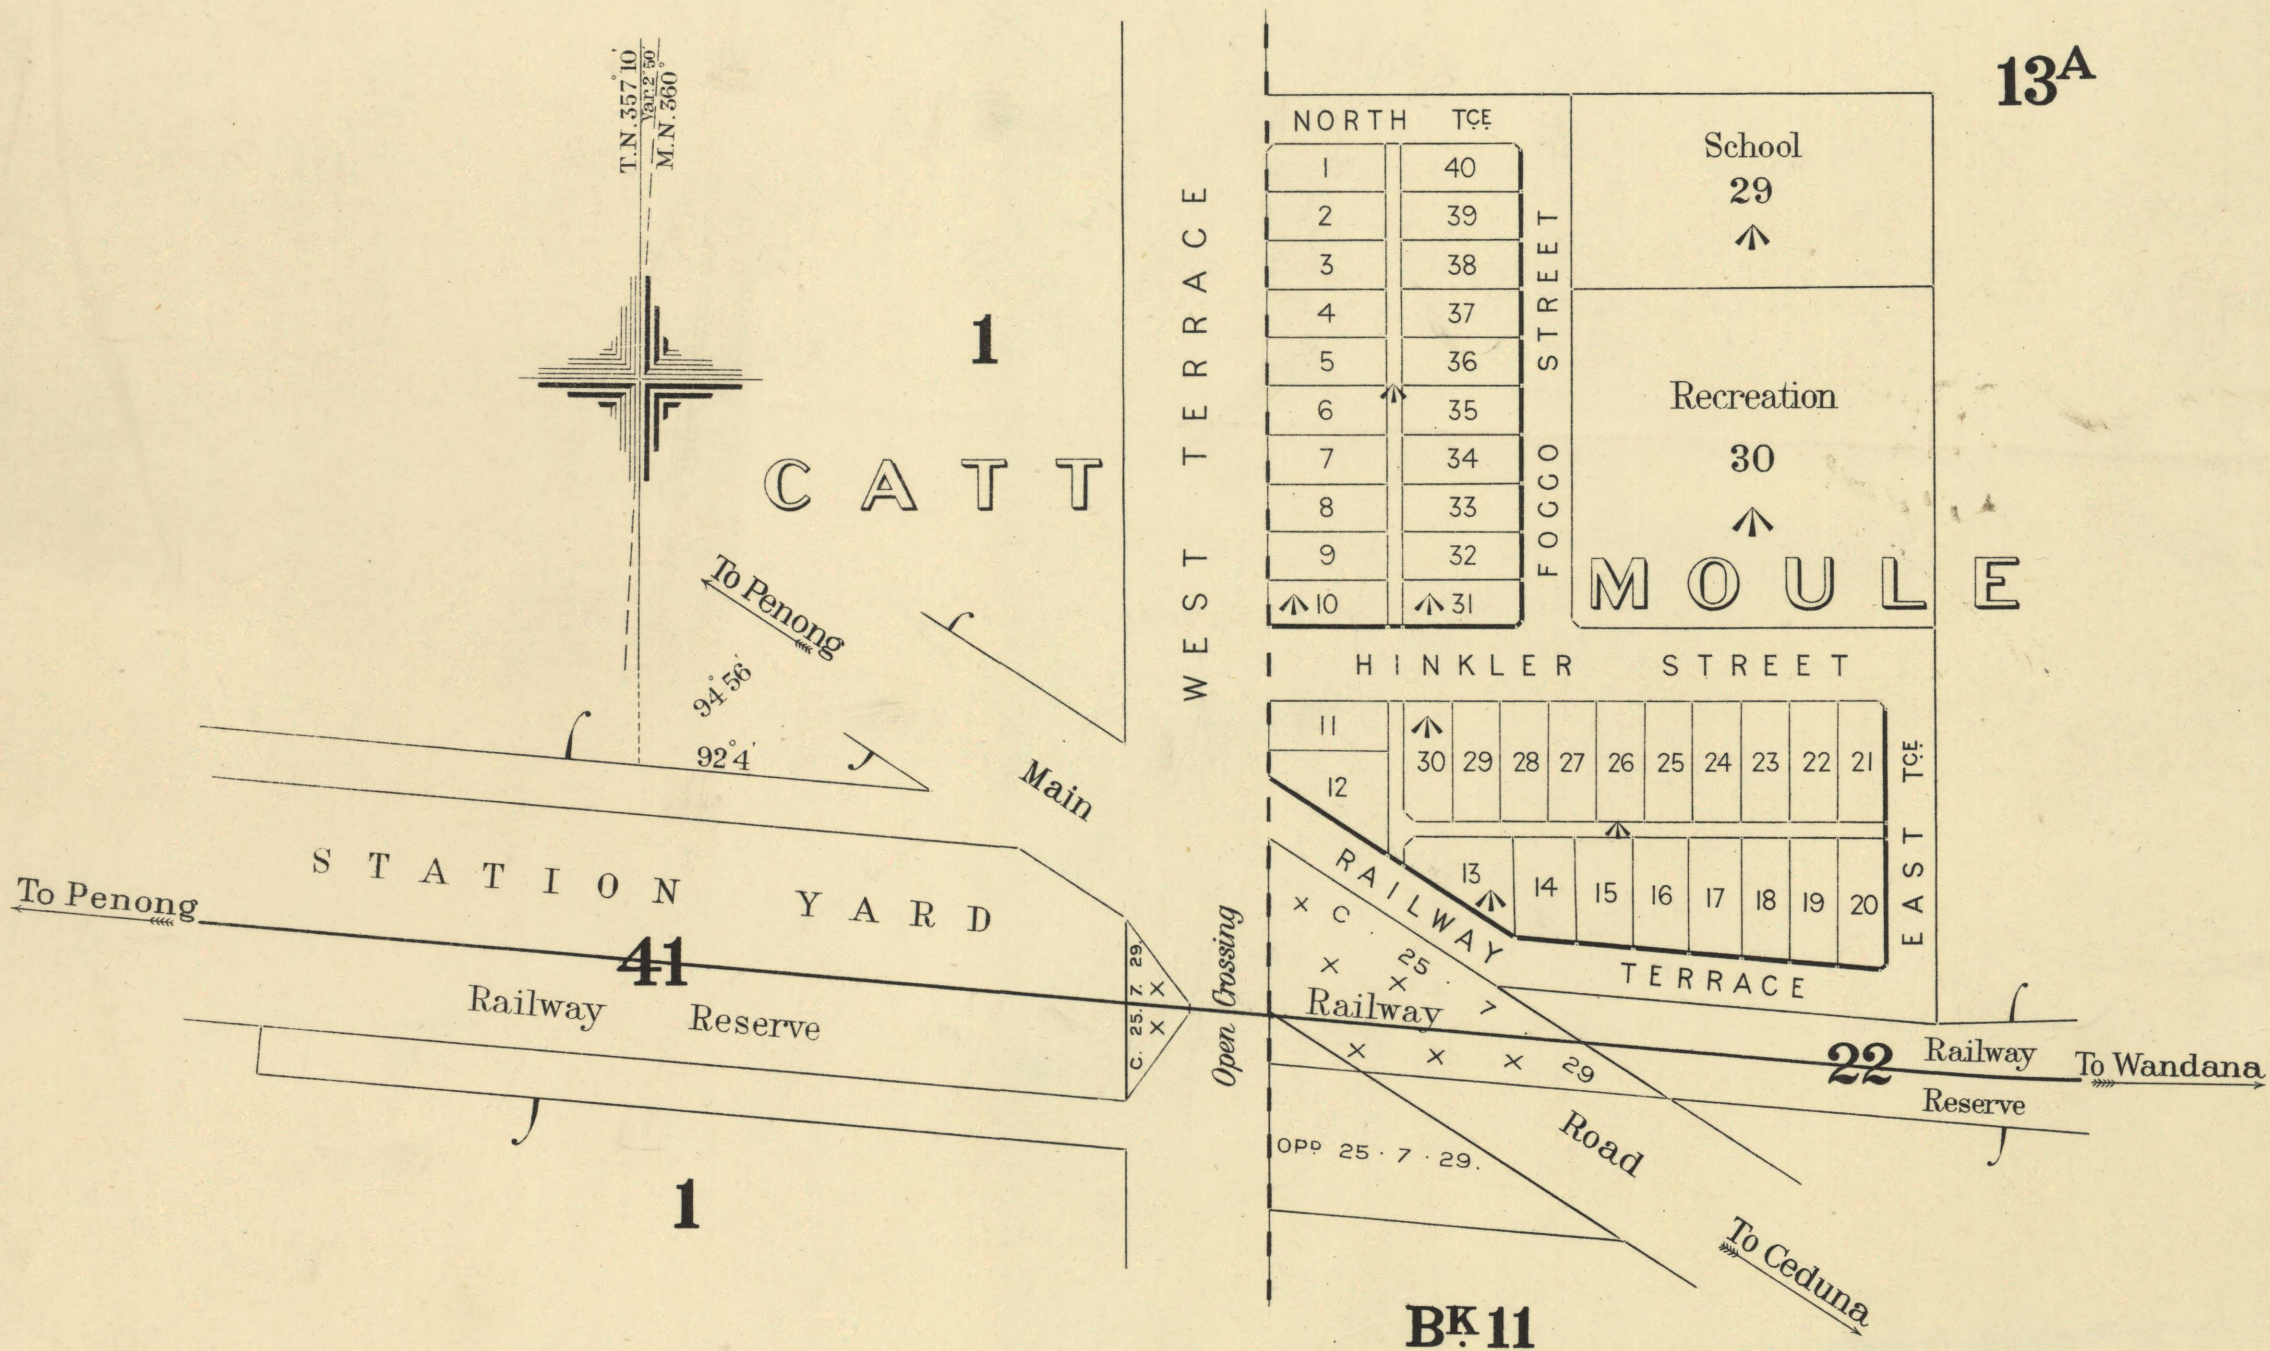 T.N. 357°10'
Var. 2°50'
M.N. 360°
13A
NORTH TCE
School
29
1 40
2 39
3 38
4 37
5 36
6 35
7 34
8 33
9 32
10 31
WEST TERRACE
FOGGO STREET
1
Recreation
30
CATT
MOULE
To Penong
94°56'
92°4'
HINKLER STREET
11
12
30 29 28 27 26 25 24 23 22 21
13 14 15 16 17 18 19 20
EAST TCE
Main
RAILWAY TERRACE
STATION YARD
To Penong
41
Railway Reserve
C. 25. 7. 29.
X
X
Open Crossing
X C. 25 7 29
X X
Railway
X X X
22
Railway
Reserve
To Wandana
OPD 25 · 7 · 29.
Road
To Ceduna
1
BK. 11